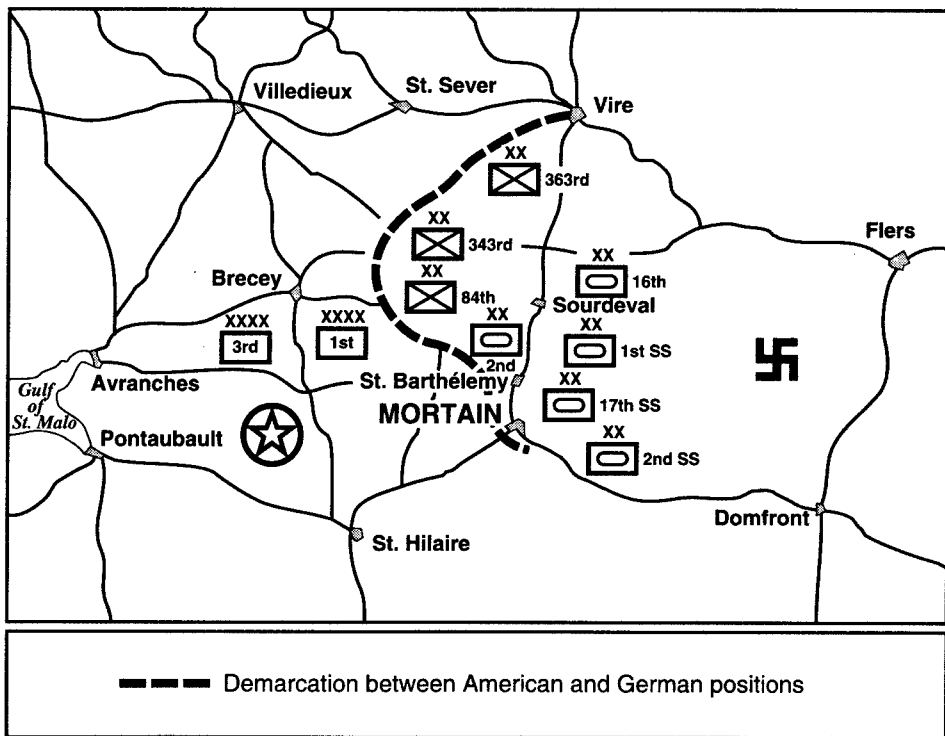 St. Sever
Villedieux
Vire
XX
363rd
XX
343rd
Flers
XX
16th
Brecey
XX
84th
Sourdeval
XXXX
3rd
XXXX
1st
XX
2nd
XX
1st SS
Avranches
St. Barthélemy
Gulf
of
St. Malo
XX
17th SS
MORTAIN
Pontaubault
XX
2nd SS
Domfront
St. Hilaire
Demarcation between American and German positions